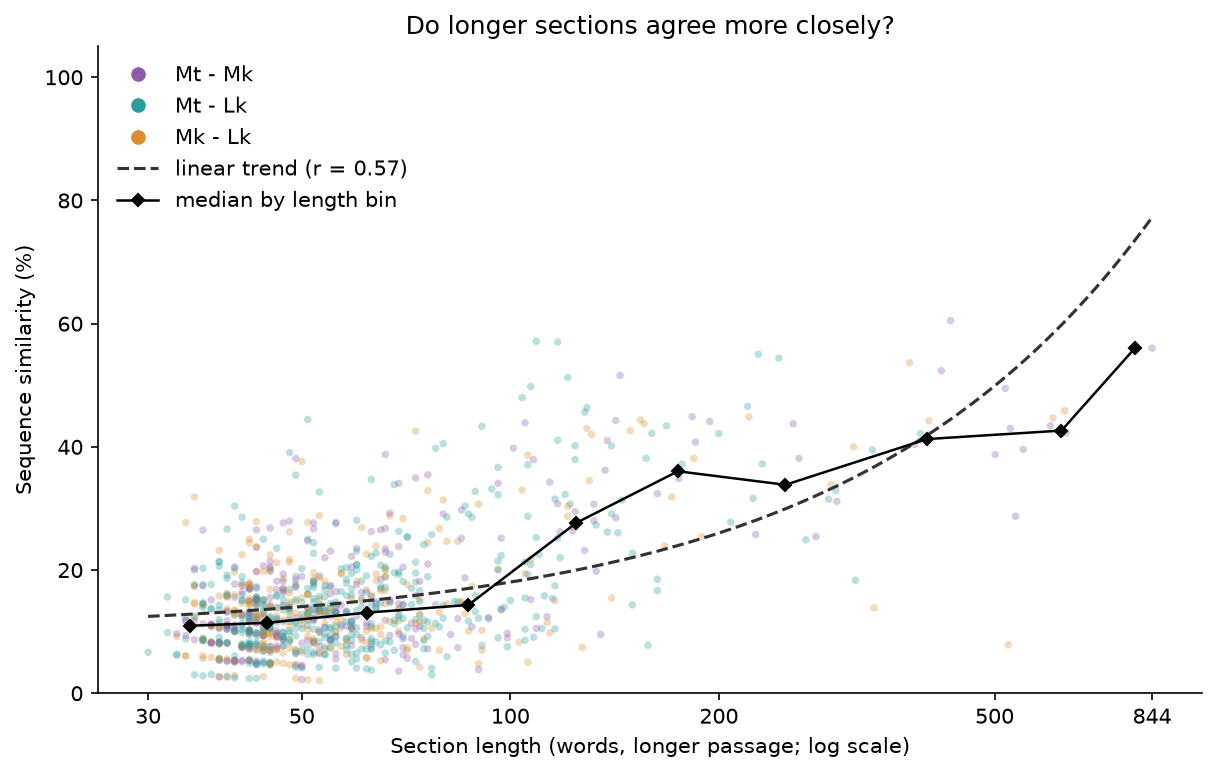 Do longer sections agree more closely?
Mt - Mk
Mt - Lk
Mk - Lk
linear trend (r = 0.57)
median by length bin
Sequence similarity (%)
100
80
60
40
20
0
30 50 100 200 500 844
Section length (words, longer passage; log scale)